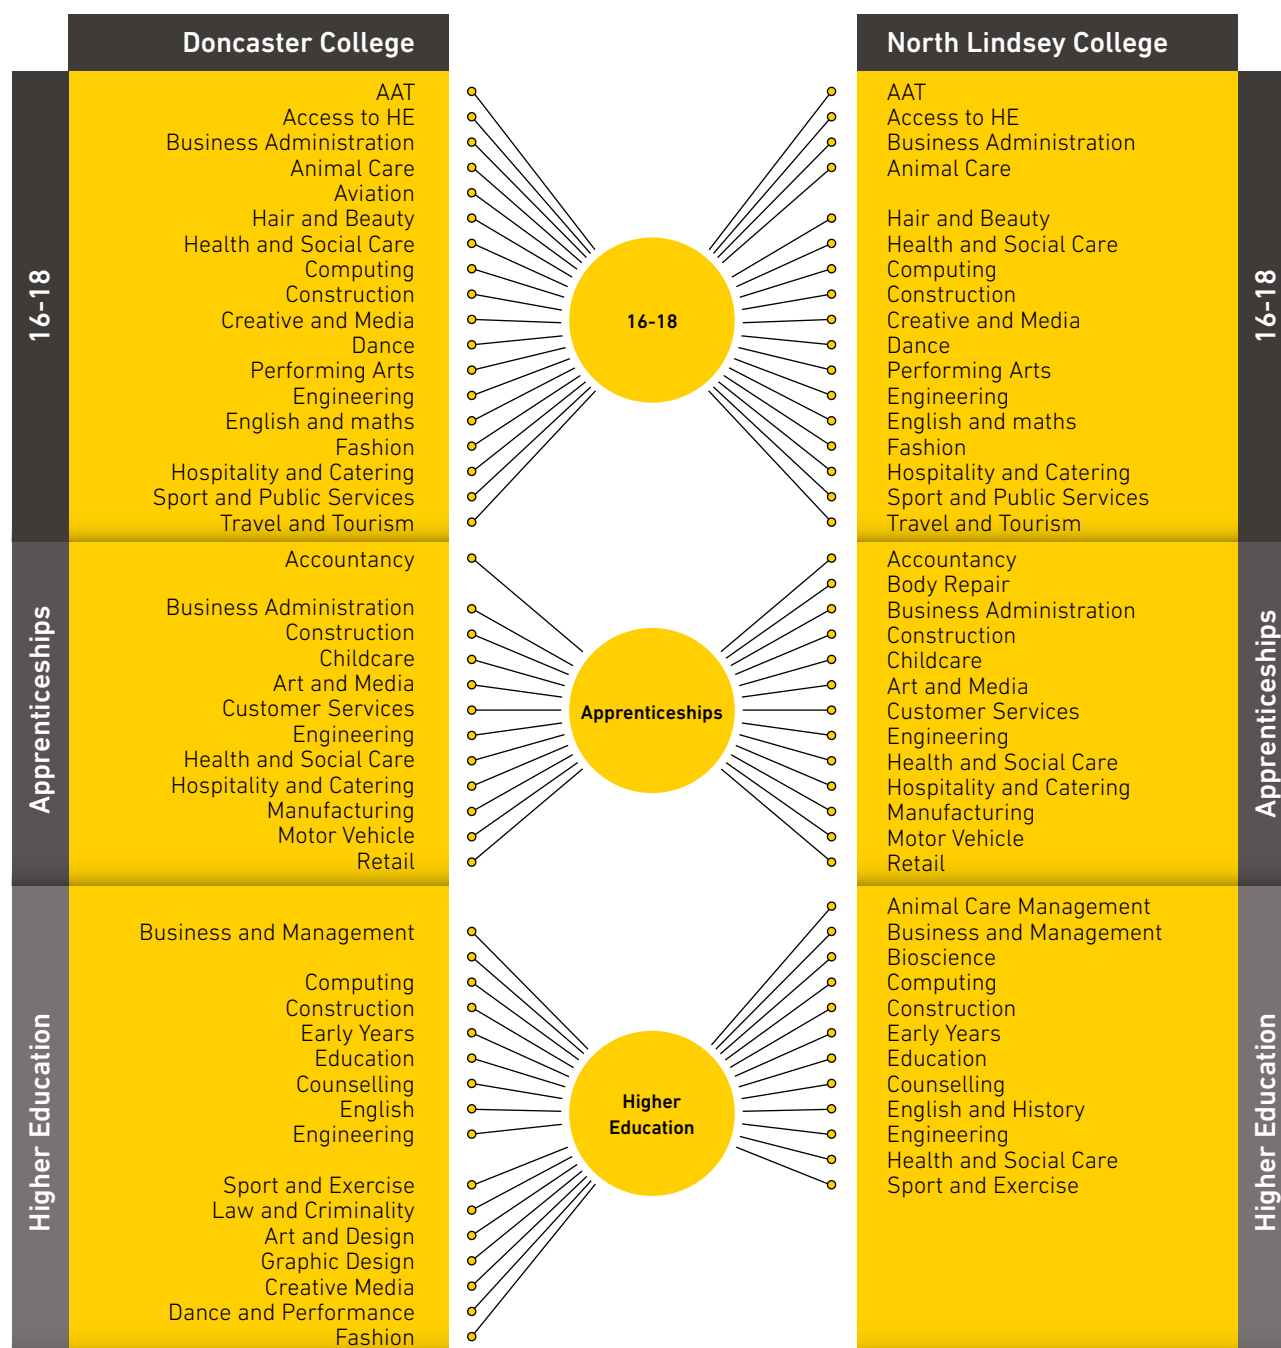 Doncaster College
16-18
AAT
Access to HE
Business Administration
Animal Care
Aviation
Hair and Beauty
Health and Social Care
Computing
Construction
Creative and Media
Dance
Performing Arts
Engineering
English and maths
Fashion
Hospitality and Catering
Sport and Public Services
Travel and Tourism
Apprenticeships
Accountancy
Business Administration
Construction
Childcare
Art and Media
Customer Services
Engineering
Health and Social Care
Hospitality and Catering
Manufacturing
Motor Vehicle
Retail
Higher Education
Business and Management
Computing
Construction
Early Years
Education
Counselling
English
Engineering
Sport and Exercise
Law and Criminality
Art and Design
Graphic Design
Creative Media
Dance and Performance
Fashion
16-18
Apprenticeships
Higher
Education
North Lindsey College
16-18
AAT
Access to HE
Business Administration
Animal Care
Hair and Beauty
Health and Social Care
Computing
Construction
Creative and Media
Dance
Performing Arts
Engineering
English and maths
Fashion
Hospitality and Catering
Sport and Public Services
Travel and Tourism
Apprenticeships
Accountancy
Body Repair
Business Administration
Construction
Childcare
Art and Media
Customer Services
Engineering
Health and Social Care
Hospitality and Catering
Manufacturing
Motor Vehicle
Retail
Higher Education
Animal Care Management
Business and Management
Bioscience
Computing
Construction
Early Years
Education
Counselling
English and History
Engineering
Health and Social Care
Sport and Exercise